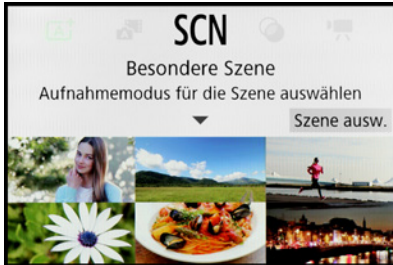 SCN
Besondere Szene
Aufnahmemodus für die Szene auswählen
Szene ausw.